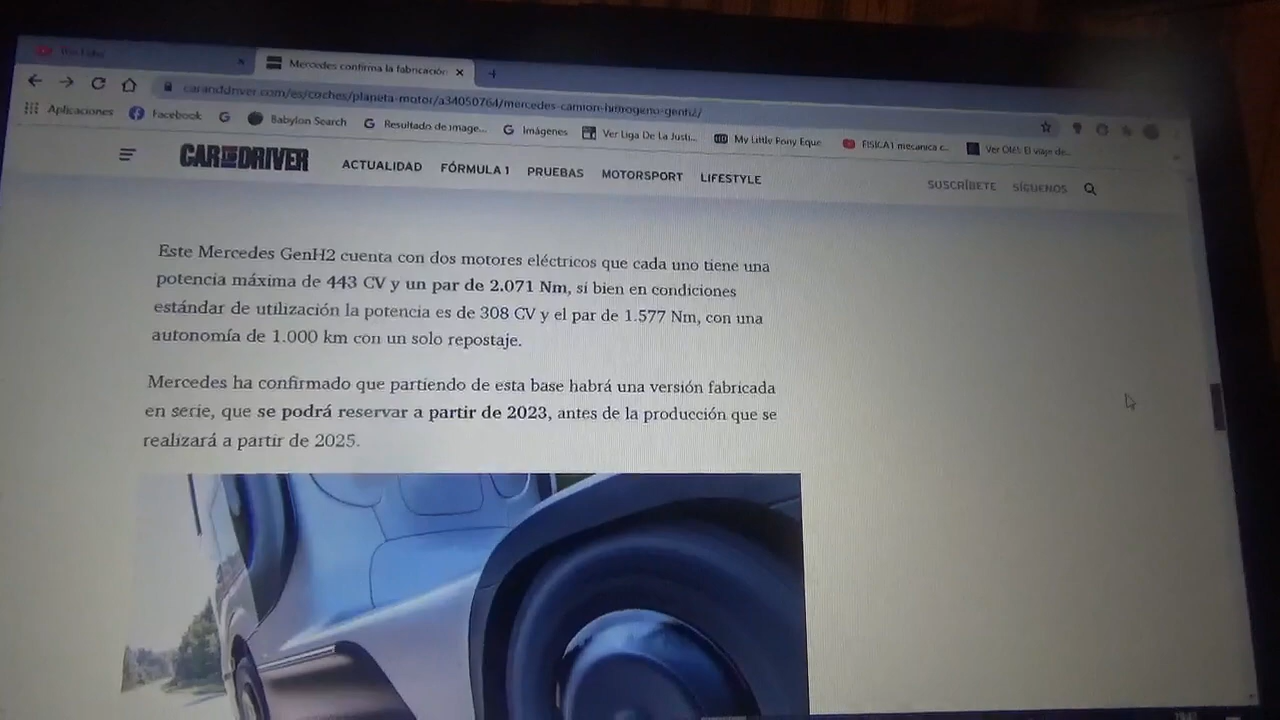 YouTube
Mercedes confirma la fabricación
caranddriver.com/es/coches/planeta-motor/a34050764/mercedes-camion-hidrogeno-genh2/
Aplicaciones Facebook Babylon Search Resultado de image... Imágenes Ver Liga De La Justi... My Little Pony Eque FISICA1 mecanica c... Ver Olé!: El viaje de...
CAR AND DRIVER ACTUALIDAD FÓRMULA 1 PRUEBAS MOTORSPORT LIFESTYLE SUSCRÍBETE SÍGUENOS
Este Mercedes GenH2 cuenta con dos motores eléctricos que cada uno tiene una
potencia máxima de 443 CV y un par de 2.071 Nm, si bien en condiciones
estándar de utilización la potencia es de 308 CV y el par de 1.577 Nm, con una
autonomía de 1.000 km con un solo repostaje.
Mercedes ha confirmado que partiendo de esta base habrá una versión fabricada
en serie, que se podrá reservar a partir de 2023, antes de la producción que se
realizará a partir de 2025.